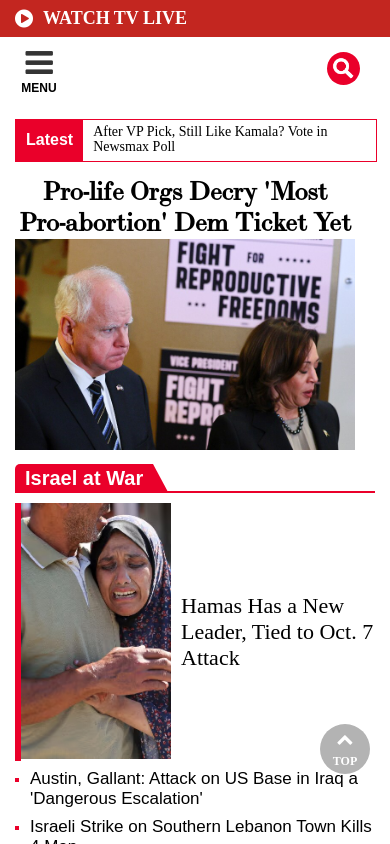 WATCH TV LIVE
MENU
Latest
After VP Pick, Still Like Kamala? Vote in
Newsmax Poll
Pro-life Orgs Decry 'Most
Pro-abortion' Dem Ticket Yet
FIGHT
FOR
REPRODUCTIVE
FREEDOMS
VICE PRESIDENT
FIGH
REPR
Israel at War
Hamas Has a New
Leader, Tied to Oct. 7
Attack
TOP
Austin, Gallant: Attack on US Base in Iraq a
'Dangerous Escalation'
Israeli Strike on Southern Lebanon Town Kills